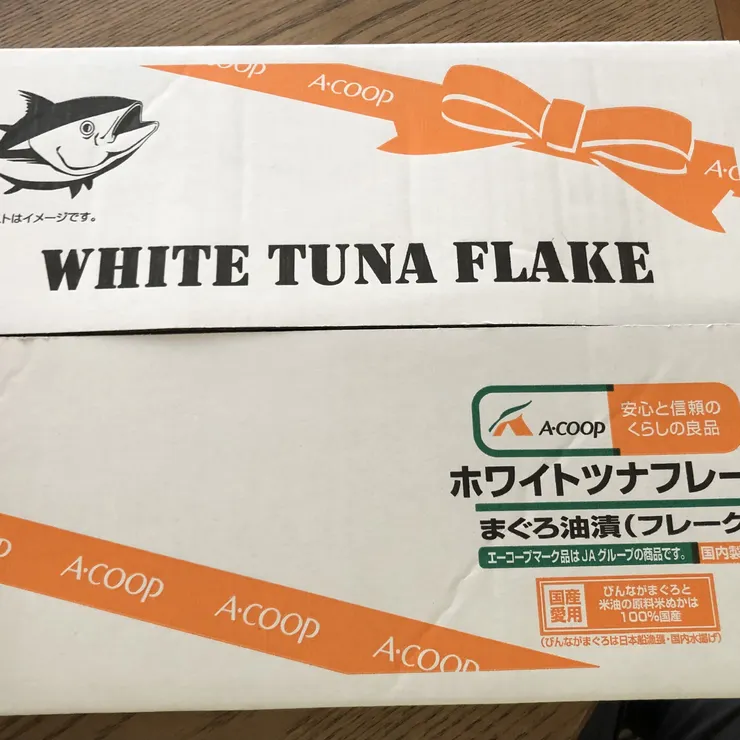 A·COOP
A·CO
トはイメージです。
WHITE TUNA FLAKE
A·COOP
安心と信頼の
くらしの良品
ホワイトツナフレー
まぐろ油漬(フレーク
エーコープマーク品はJAグループの商品です。
国内製
国産
愛用
びんながまぐろと
米油の原料米ぬかは
100%国産
(びんながまぐろは日本船漁獲・国内水揚げ)
A·COOP
A·COOP
A·COOP